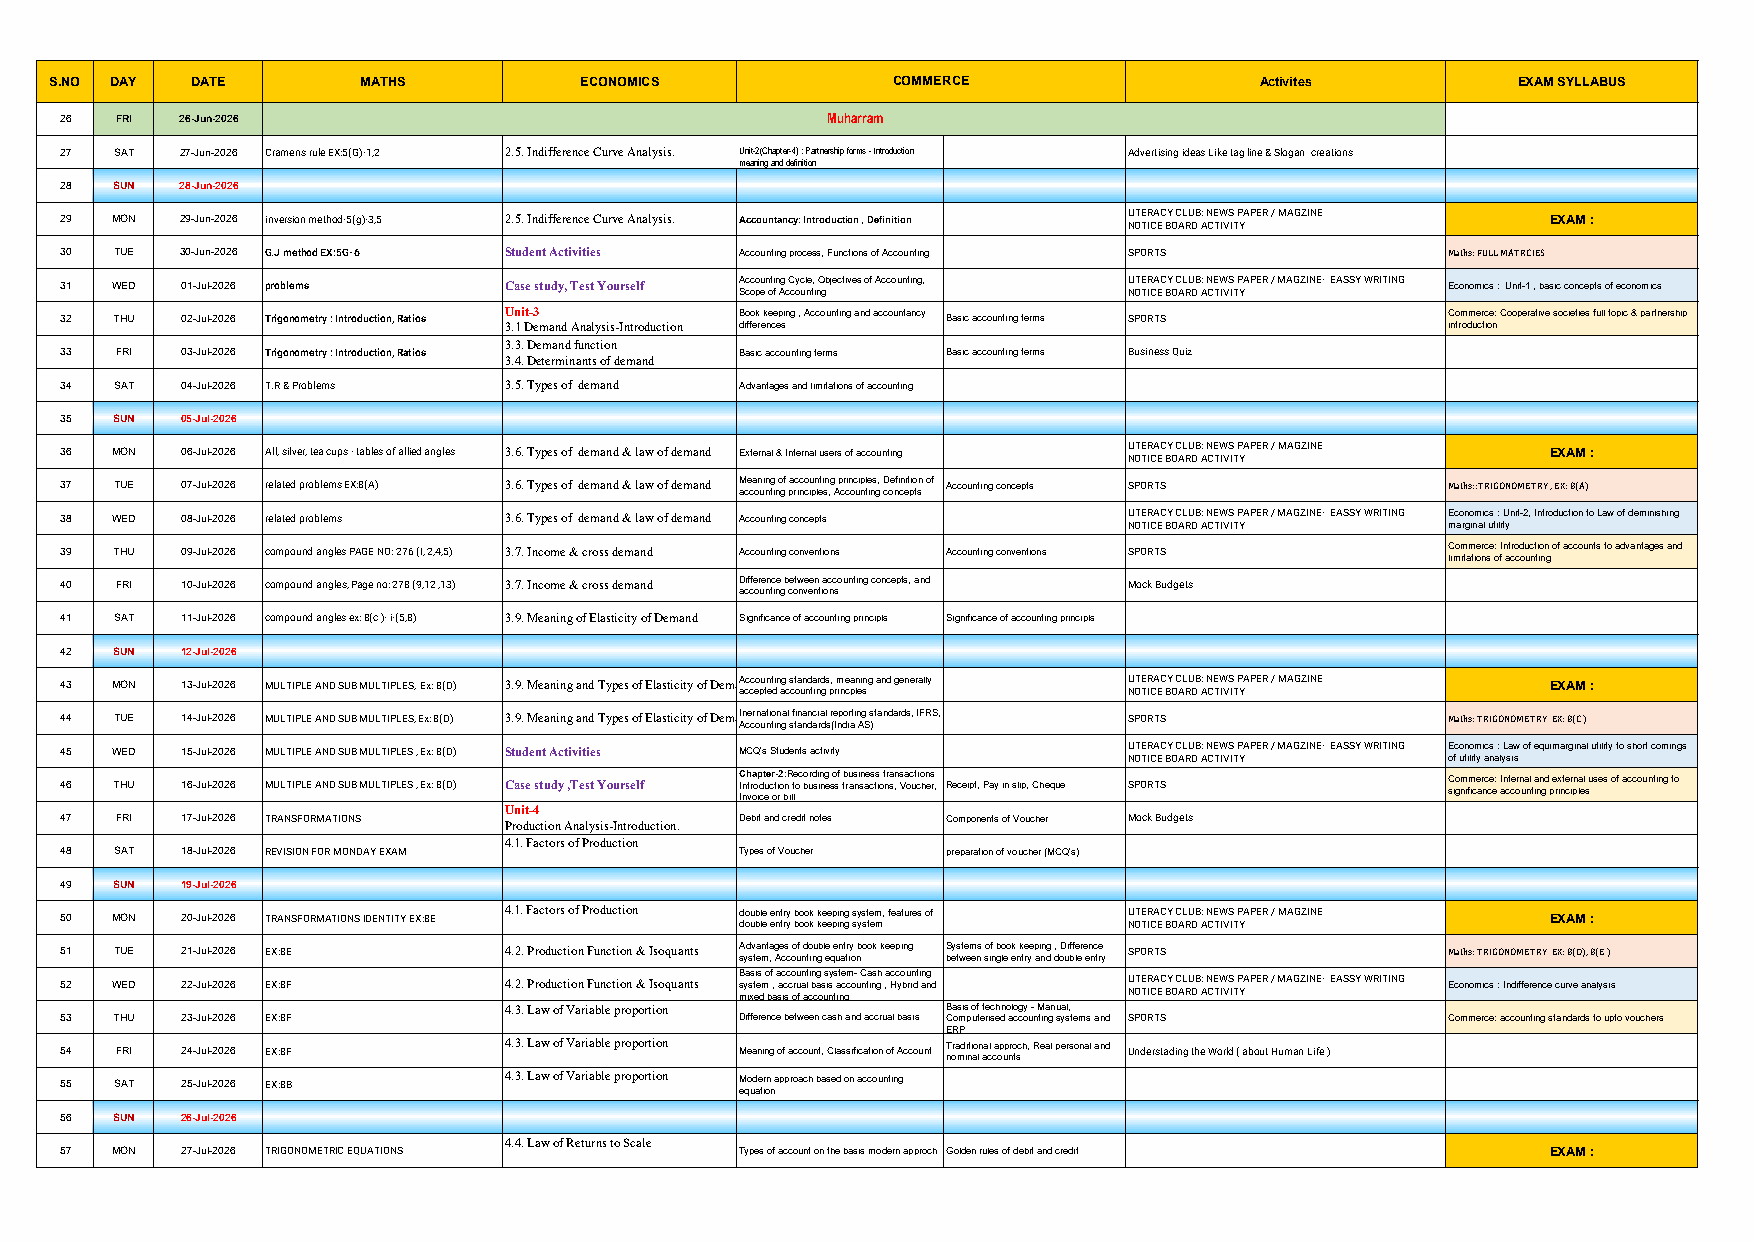 S.NO DAY DATE MATHS ECONOMICS COMMERCE Activites EXAM SYLLABUS
26 FRI 26-Jun-2026 Muharram
27 SAT 27-Jun-2026 Cramers rule EX:5(G)-1,2 2.5. Indifference Curve Analysis. Unit-2(Chapter-4) : Partnership forms - Introduction meaning and definition Advertising ideas Like tag line & Slogan creations
28 SUN 28-Jun-2026
29 MON 29-Jun-2026 inversion method-5(g)-3,5 2.5. Indifference Curve Analysis. Accountancy: Introduction , Definition LITERACY CLUB: NEWS PAPER / MAGZINE NOTICE BOARD ACTIVITY EXAM :
30 TUE 30-Jun-2026 G.J method EX:5G-6 Student Activities Accounting process, Functions of Accounting SPORTS Maths: FULL MATRCIES
31 WED 01-Jul-2026 problems Case study, Test Yourself Accounting Cycle, Objectives of Accounting, Scope of Accounting LITERACY CLUB: NEWS PAPER / MAGZINE- EASSY WRITING NOTICE BOARD ACTIVITY Economics : Unit-1 , basic concepts of economics
32 THU 02-Jul-2026 Trigonometry : Introduction, Ratios Unit-3 3.1 Demand Analysis-Introduction Book keeping , Accounting and accountancy differences Basic accounting terms SPORTS Commerce: Cooperative societies full topic & partnership introduction
33 FRI 03-Jul-2026 Trigonometry : Introduction, Ratios 3.3. Demand function 3.4. Determinants of demand Basic accounting terms Basic accounting terms Business Quiz
34 SAT 04-Jul-2026 T.R & Problems 3.5. Types of demand Advantages and limitations of accounting
35 SUN 05-Jul-2026
36 MON 06-Jul-2026 All, silver, tea cups - tables of allied angles 3.6. Types of demand & law of demand External & Internal users of accounting LITERACY CLUB: NEWS PAPER / MAGZINE NOTICE BOARD ACTIVITY EXAM :
37 TUE 07-Jul-2026 related problems EX:8(A) 3.6. Types of demand & law of demand Meaning of accounting principles, Definition of accounting principles, Accounting concepts Accounting concepts SPORTS Maths::TRIGONOMETRY , EX: 8(A)
38 WED 08-Jul-2026 related problems 3.6. Types of demand & law of demand Accounting concepts LITERACY CLUB: NEWS PAPER / MAGZINE- EASSY WRITING NOTICE BOARD ACTIVITY Economics : Unit-2, Introduction to Law of deminishing marginal utility
39 THU 09-Jul-2026 compound angles PAGE NO: 276 (I, 2,4,5) 3.7. Income & cross demand Accounting conventions Accounting conventions SPORTS Commerce: Introduction of accounts to advantages and limitations of accounting
40 FRI 10-Jul-2026 compound angles, Page no: 278 (9,12 ,13) 3.7. Income & cross demand Difference between accounting concepts, and accounting conventions Mock Budgets
41 SAT 11-Jul-2026 compound angles ex: 8(c )- i-(5,8) 3.9. Meaning of Elasticity of Demand Significance of accounting principls Significance of accounting principls
42 SUN 12-Jul-2026
43 MON 13-Jul-2026 MULTIPLE AND SUB MULTIPLES, Ex: 8(D) 3.9. Meaning and Types of Elasticity of Dem Accounting standards, meaning and generally accepted accounting principles LITERACY CLUB: NEWS PAPER / MAGZINE NOTICE BOARD ACTIVITY EXAM :
44 TUE 14-Jul-2026 MULTIPLE AND SUB MULTIPLES, Ex: 8(D) 3.9. Meaning and Types of Elasticity of Dem Inernational financial reporting standards, IFRS, Accounting standards(India AS) SPORTS Maths: TRIGONOMETRY EX: 8(C )
45 WED 15-Jul-2026 MULTIPLE AND SUB MULTIPLES , Ex: 8(D) Student Activities MCQ's Students activity LITERACY CLUB: NEWS PAPER / MAGZINE- EASSY WRITING NOTICE BOARD ACTIVITY Economics : Law of equimarginal utility to short comings of utility analysis
46 THU 16-Jul-2026 MULTIPLE AND SUB MULTIPLES , Ex: 8(D) Case study ,Test Yourself Chapter-2:Recording of business transactions Introduction to business transactions, Voucher, Invoice or bill Receipt, Pay in slip, Cheque SPORTS Commerce: Internal and external uses of accounting to significance accounting principles
47 FRI 17-Jul-2026 TRANSFORMATIONS Unit-4 Production Analysis-Introduction. Debit and credit notes Components of Voucher Mock Budgets
48 SAT 18-Jul-2026 REVISION FOR MONDAY EXAM 4.1. Factors of Production Types of Voucher preparation of voucher (MCQ's)
49 SUN 19-Jul-2026
50 MON 20-Jul-2026 TRANSFORMATIONS IDENTITY EX:8E 4.1. Factors of Production double entry book keeping system, features of double entry book keeping system LITERACY CLUB: NEWS PAPER / MAGZINE NOTICE BOARD ACTIVITY EXAM :
51 TUE 21-Jul-2026 EX:8E 4.2. Production Function & Isoquants Advantages of double entry book keeping system, Accounting equation Systems of book keeping , Difference between single entry and double entry SPORTS Maths: TRIGONOMETRY EX: 8(D), 8(E )
52 WED 22-Jul-2026 EX:8F 4.2. Production Function & Isoquants Basis of accounting system- Cash accounting system , accrual basis accounting , Hybrid and mixed basis of accounting LITERACY CLUB: NEWS PAPER / MAGZINE- EASSY WRITING NOTICE BOARD ACTIVITY Economics : Indifference curve analysis
53 THU 23-Jul-2026 EX:8F 4.3. Law of Variable proportion Difference between cash and accrual basis Basis of technology - Manual, Computerised accounting systems and ERP SPORTS Commerce: accounting standards to upto vouchers
54 FRI 24-Jul-2026 EX:8F 4.3. Law of Variable proportion Meaning of account, Classification of Account Traditional approch, Real personal and nominal accounts Understading the World ( about Human Life )
55 SAT 25-Jul-2026 EX:8B 4.3. Law of Variable proportion Modern approach based on accounting equation
56 SUN 26-Jul-2026
57 MON 27-Jul-2026 TRIGONOMETRIC EQUATIONS 4.4. Law of Returns to Scale Types of account on the basis modern approch Golden rules of debit and credit EXAM :